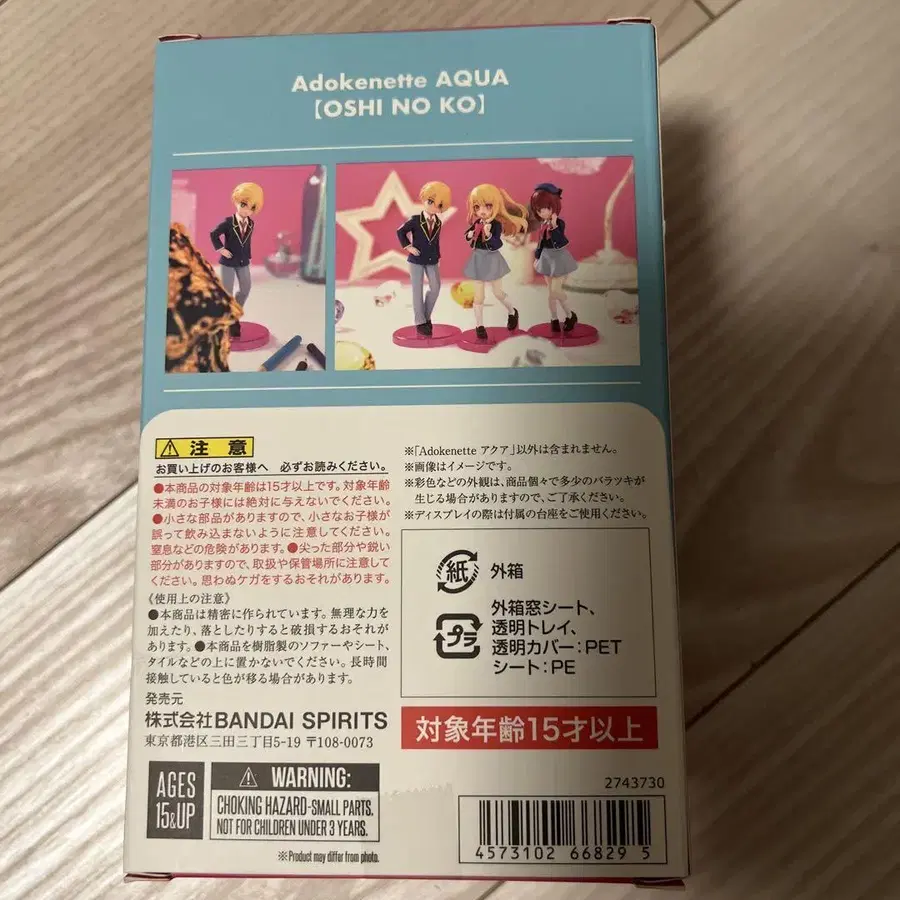 Adokenette AQUA
【OSHI NO KO】
⚠ 注意
お買い上げのお客様へ 必ずお読みください。
●本商品の対象年齢は15才以上です。対象年齢
未満のお子様には絶対に与えないでください。
●小さな部品がありますので、小さなお子様が
誤って飲み込まないように注意してください。
窒息などの危険があります。●尖った部分や鋭い
部分がありますので、取扱や保管場所に注意して
ください。思わぬケガをするおそれがあります。
《使用上の注意》
●本商品は精密に作られています。無理な力を
加えたり、落としたりすると破損するおそれが
あります。●本商品を樹脂製のソファーやシート、
タイルなどの上に置かないでください。長時間
接触していると色が移る場合があります。
発売元
株式会社BANDAI SPIRITS
東京都港区三田三丁目5-19 〒108-0073
AGES
15&UP
⚠ WARNING:
CHOKING HAZARD-SMALL PARTS.
NOT FOR CHILDREN UNDER 3 YEARS.
※Product may differ from photo.
※「Adokenette アクア」以外は含まれません。
※画像はイメージです。
※彩色などの外観は、商品個々で多少のバラツキが
生じる場合がありますので、ご了承ください。
※ディスプレイの際は付属の台座をご使用ください。
紙 外箱
プラ
外箱窓シート、
透明トレイ、
透明カバー:PET
シート:PE
対象年齢15才以上
2743730
4573102 66829 5